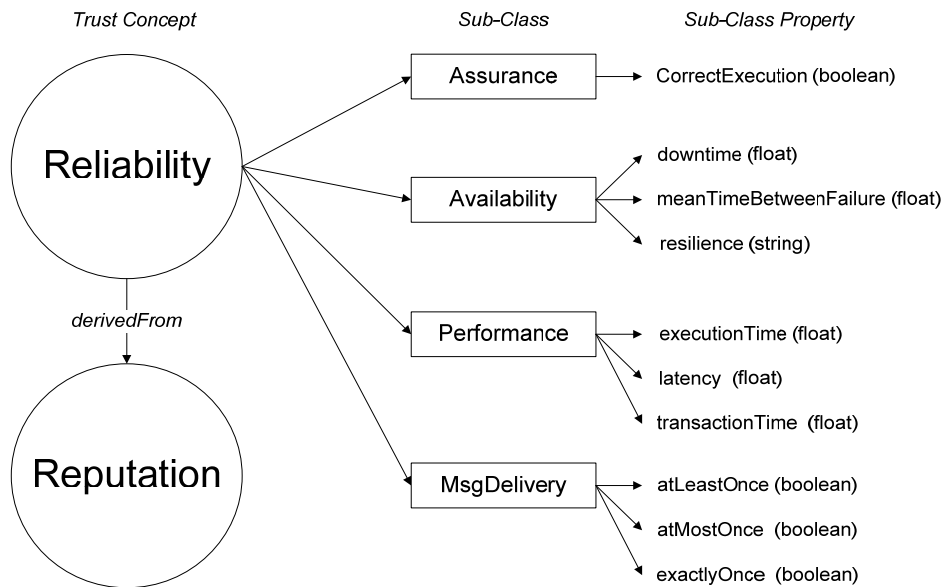 Trust Concept
Sub-Class
Sub-Class Property
Reliability
derivedFrom
Reputation
Assurance
CorrectExecution (boolean)
Availability
downtime (float)
meanTimeBetweenFailure (float)
resilience (string)
Performance
executionTime (float)
latency (float)
transactionTime (float)
MsgDelivery
atLeastOnce (boolean)
atMostOnce (boolean)
exactlyOnce (boolean)